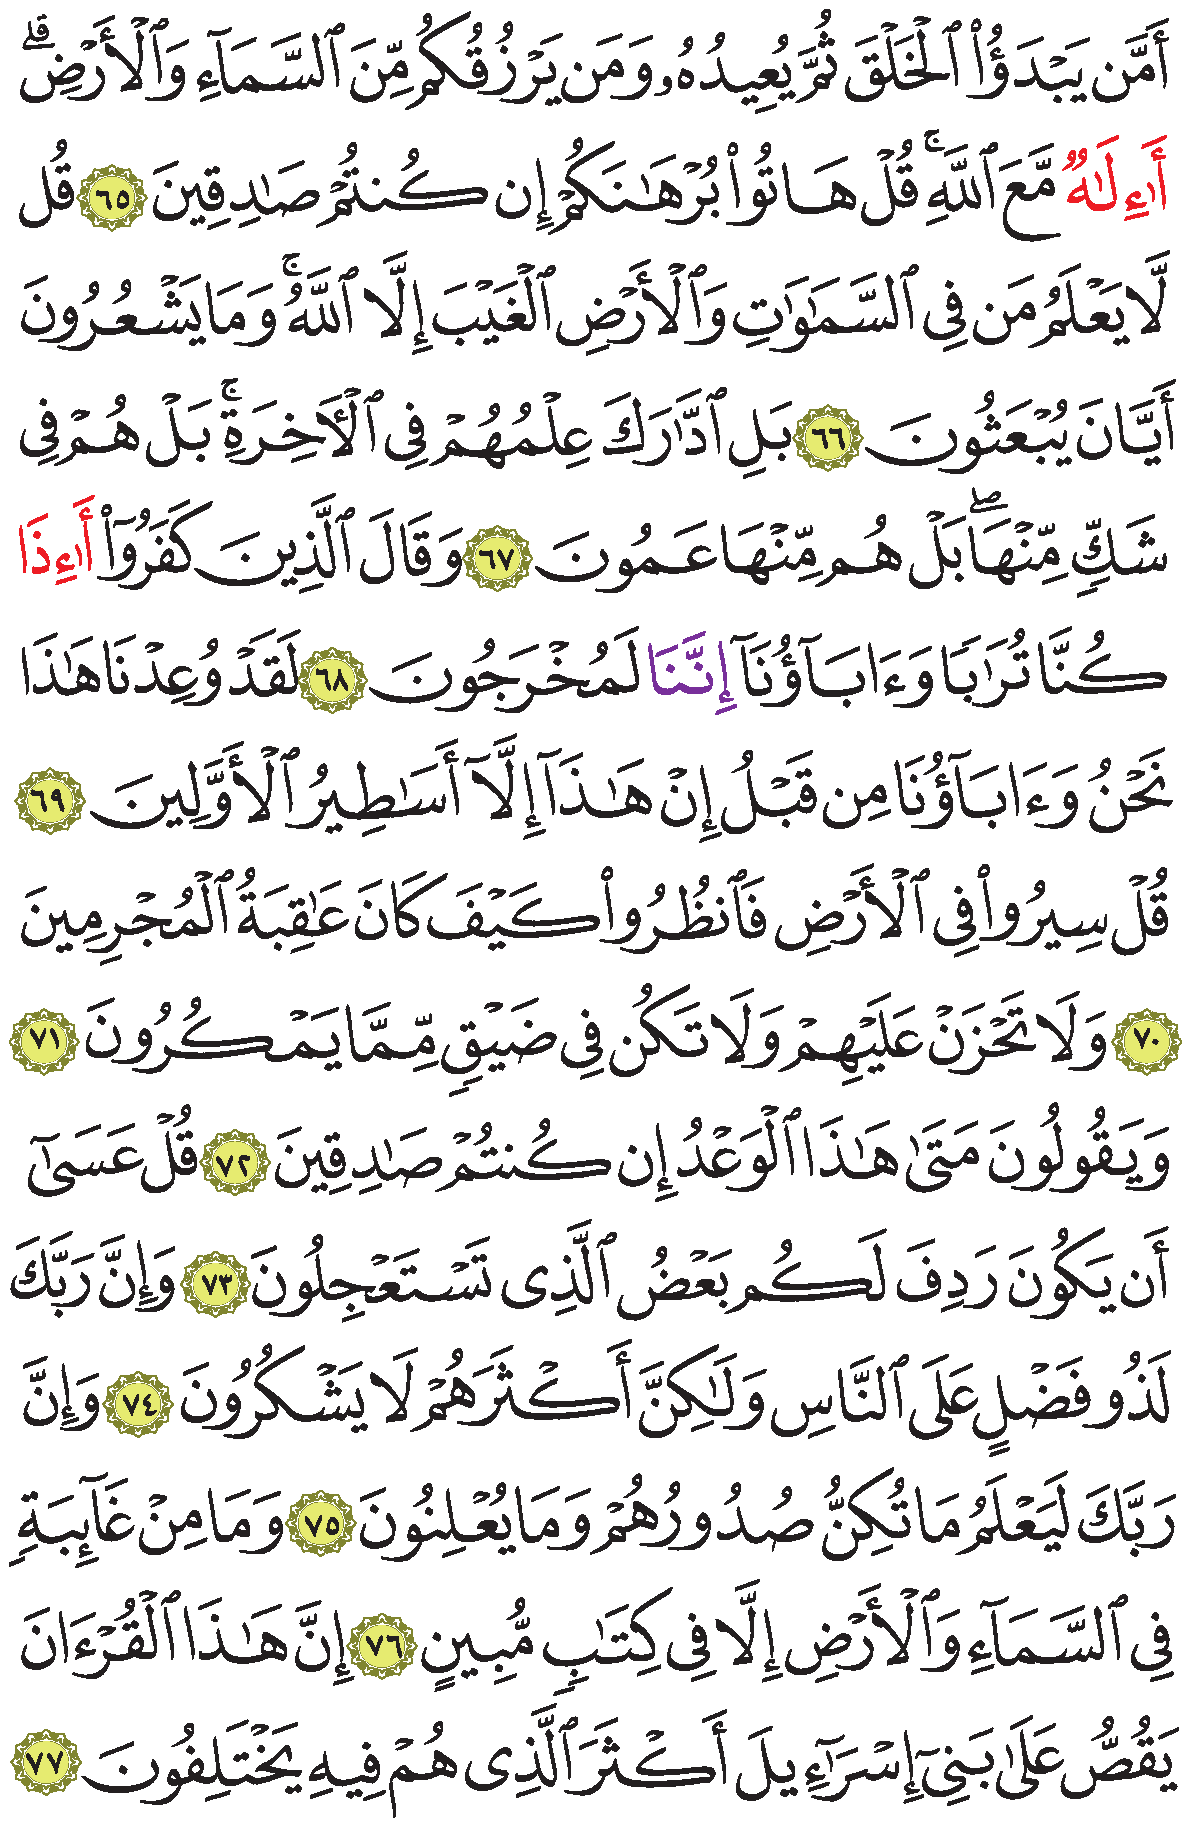 أَمَّن يَبْدَؤُا۟ ٱلْخَلْقَ ثُمَّ يُعِيدُهُۥ وَمَن يَرْزُقُكُم مِّنَ ٱلسَّمَآءِ وَٱلْأَرْضِ ۗ
أَا۬ءِلَٰهٌ مَّعَ ٱللَّهِ ۚ قُلْ هَاتُوا۟ بُرْهَٰنَكُمْ إِن كُنتُمْ صَٰدِقِينَ ٦٥ قُل
لَّا يَعْلَمُ مَن فِي ٱلسَّمَٰوَٰتِ وَٱلْأَرْضِ ٱلْغَيْبَ إِلَّا ٱللَّهُ ۚ وَمَا يَشْعُرُونَ
أَيَّانَ يُبْعَثُونَ ٦٦ بَلِ ٱدَّٰرَكَ عِلْمُهُمْ فِي ٱلْأٓخِرَةِ ۚ بَلْ هُمْ فِي
شَكٍّ مِّنْهَا ۖ بَلْ هُم مِّنْهَا عَمُونَ ٦٧ وَقَالَ ٱلَّذِينَ كَفَرُوٓا۟ أَا۬ءِذَا
كُنَّا تُرَٰبًا وَءَابَآؤُنَآ إِنَّنَا لَمُخْرَجُونَ ٦٨ لَقَدْ وُعِدْنَا هَٰذَا
نَحْنُ وَءَابَآؤُنَا مِن قَبْلُ إِنْ هَٰذَآ إِلَّآ أَسَٰطِيرُ ٱلْأَوَّلِينَ ٦٩
قُلْ سِيرُوا۟ فِي ٱلْأَرْضِ فَٱنظُرُوا۟ كَيْفَ كَانَ عَٰقِبَةُ ٱلْمُجْرِمِينَ
٧٠ وَلَا تَحْزَنْ عَلَيْهِمْ وَلَا تَكُن فِي ضَيْقٍ مِّمَّا يَمْكُرُونَ ٧١
وَيَقُولُونَ مَتَىٰ هَٰذَا ٱلْوَعْدُ إِن كُنتُمْ صَٰدِقِينَ ٧٢ قُلْ عَسَىٰٓ
أَن يَكُونَ رَدِفَ لَكُم بَعْضُ ٱلَّذِى تَسْتَعْجِلُونَ ٧٣ وَإِنَّ رَبَّكَ
لَذُو فَضْلٍ عَلَى ٱلنَّاسِ وَلَٰكِنَّ أَكْثَرَهُمْ لَا يَشْكُرُونَ ٧٤ وَإِنَّ
رَبَّكَ لَيَعْلَمُ مَا تُكِنُّ صُدُورُهُمْ وَمَا يُعْلِنُونَ ٧٥ وَمَا مِنْ غَآئِبَةٍ
فِي ٱلسَّمَآءِ وَٱلْأَرْضِ إِلَّا فِي كِتَٰبٍ مُّبِينٍ ٧٦ إِنَّ هَٰذَا ٱلْقُرْءَانَ
يَقُصُّ عَلَىٰ بَنِىٓ إِسْرَٰٓءِيلَ أَكْثَرَ ٱلَّذِى هُمْ فِيهِ يَخْتَلِفُونَ ٧٧